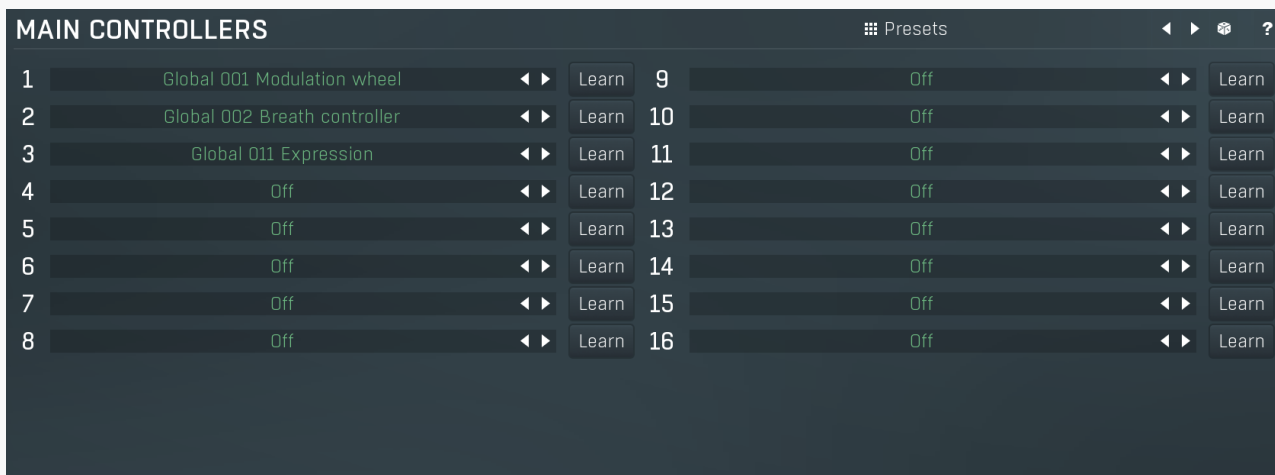 MAIN CONTROLLERS Presets ?
1 Global 001 Modulation wheel Learn 9 Off Learn
2 Global 002 Breath controller Learn 10 Off Learn
3 Global 011 Expression Learn 11 Off Learn
4 Off Learn 12 Off Learn
5 Off Learn 13 Off Learn
6 Off Learn 14 Off Learn
7 Off Learn 15 Off Learn
8 Off Learn 16 Off Learn